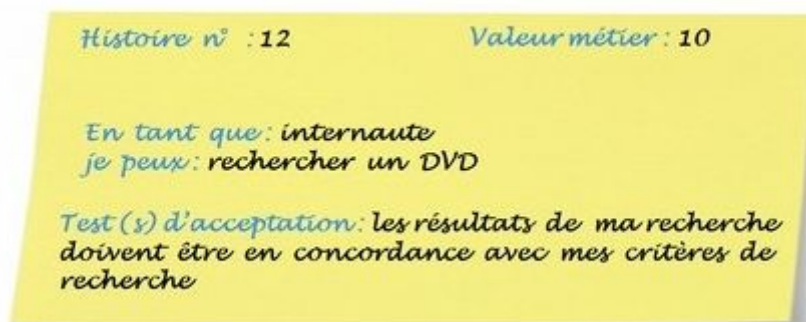 Histoire n° : 12 Valeur métier : 10
En tant que : internaute
je peux : rechercher un DVD
Test(s) d'acceptation : les résultats de ma recherche
doivent être en concordance avec mes critères de
recherche